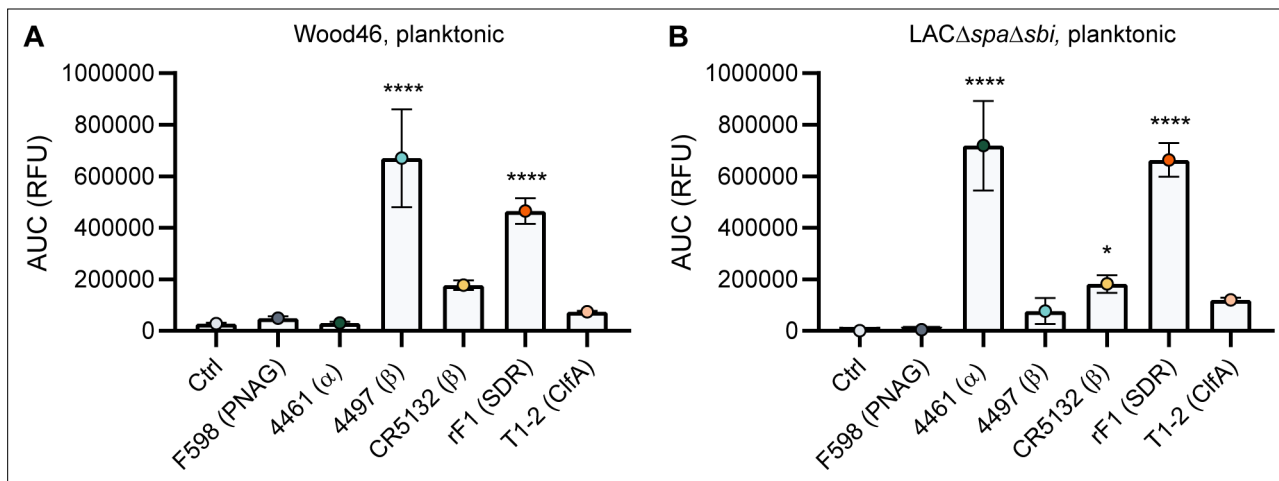 A
Wood46, planktonic
AUC (RFU)
1000000
800000
600000
400000
200000
0
****
****
Ctrl
F598 (PNAG)
4461 (α)
4497 (β)
CR5132 (β)
rF1 (SDR)
T1-2 (ClfA)
B
LACΔspaΔsbi, planktonic
AUC (RFU)
1000000
800000
600000
400000
200000
0
****
*
****
Ctrl
F598 (PNAG)
4461 (α)
4497 (β)
CR5132 (β)
rF1 (SDR)
T1-2 (ClfA)